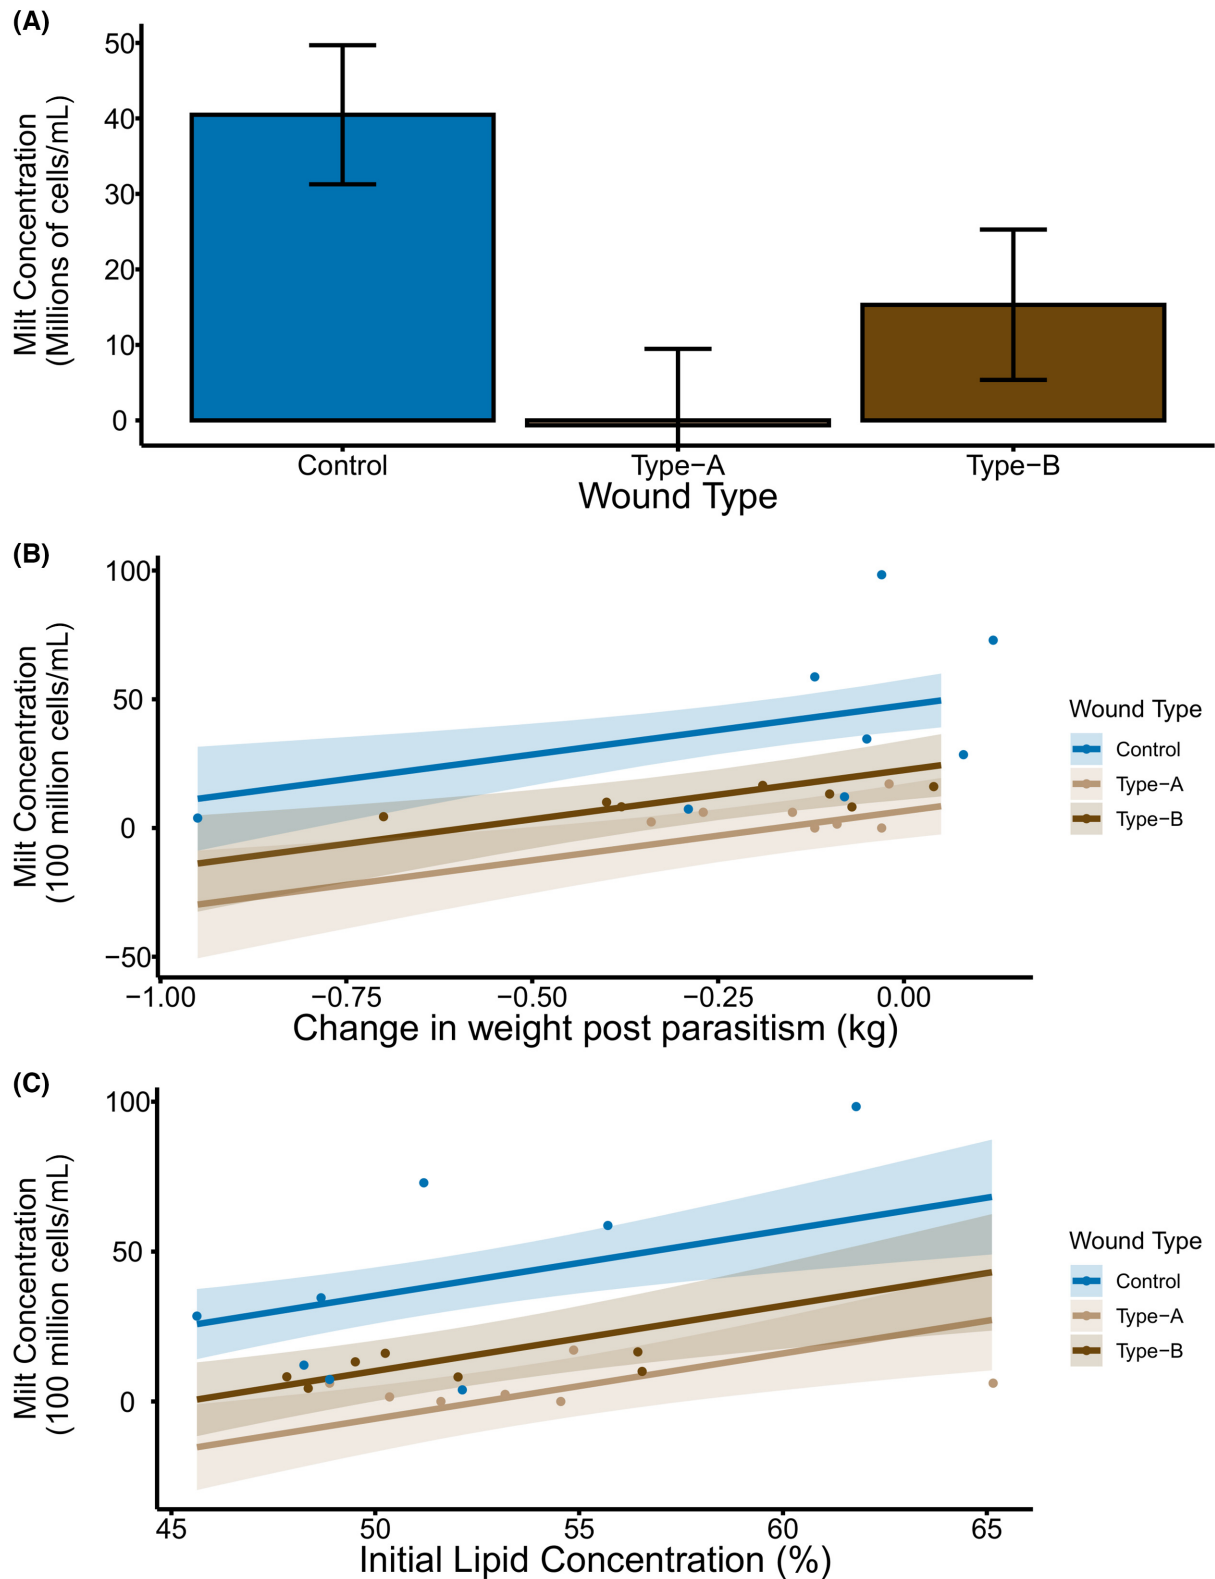 (A)
Milt Concentration
(Millions of cells/mL)
50
40
30
20
10
0
Control
Type−A
Type−B
Wound Type
(B)
Milt Concentration
(100 million cells/mL)
100
50
0
−50
−1.00
−0.75
−0.50
−0.25
0.00
Change in weight post parasitism (kg)
Wound Type
Control
Type−A
Type−B
(C)
Milt Concentration
(100 million cells/mL)
100
50
0
45
50
55
60
65
Initial Lipid Concentration (%)
Wound Type
Control
Type−A
Type−B